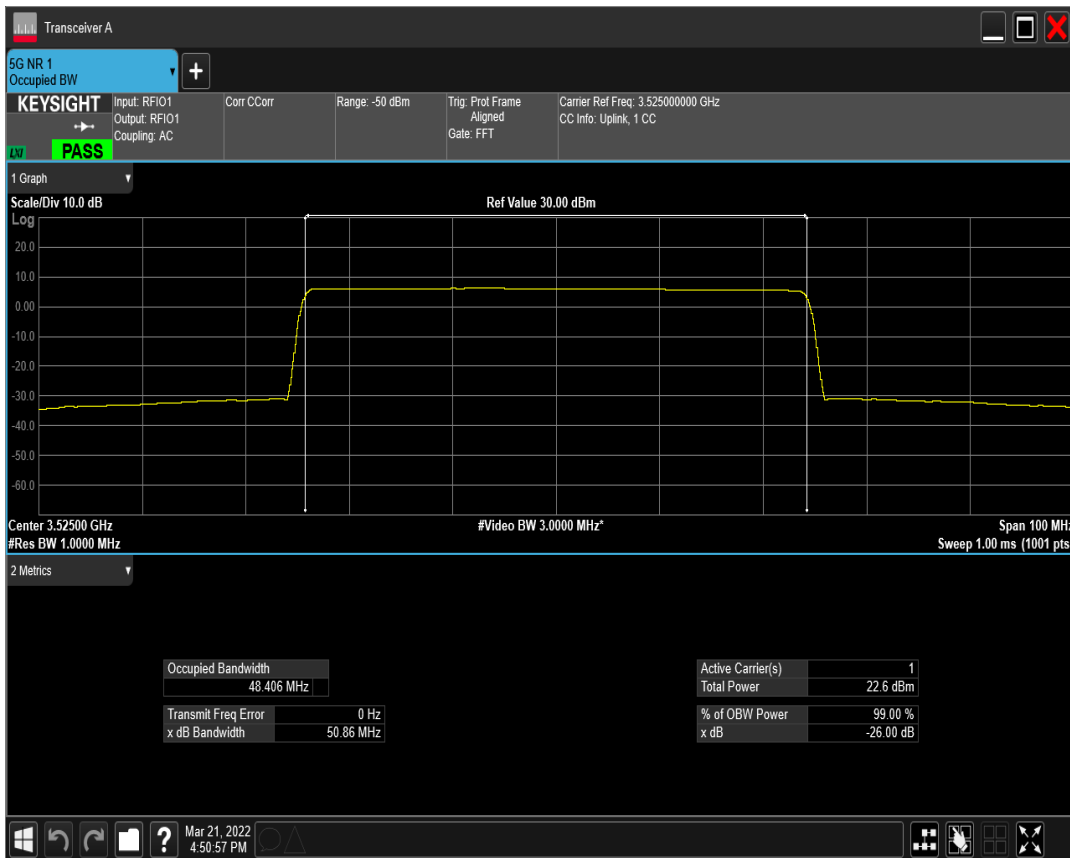 Transceiver A
5G NR 1
Occupied BW
+
KEYSIGHT
LXI
PASS
Input: RFIO1
Output: RFIO1
Coupling: AC
Corr CCorr
Range: -50 dBm
Trig: Prot Frame
Aligned
Gate: FFT
Carrier Ref Freq: 3.525000000 GHz
CC Info: Uplink, 1 CC
1 Graph
Scale/Div 10.0 dB
Ref Value 30.00 dBm
Log
20.0
10.0
0.00
-10.0
-20.0
-30.0
-40.0
-50.0
-60.0
Center 3.52500 GHz
#Video BW 3.0000 MHz*
Span 100 MHz
#Res BW 1.0000 MHz
Sweep 1.00 ms (1001 pts
2 Metrics
Occupied Bandwidth
48.406 MHz
Transmit Freq Error 0 Hz
x dB Bandwidth 50.86 MHz
Active Carrier(s) 1
Total Power 22.6 dBm
% of OBW Power 99.00 %
x dB -26.00 dB
?
Mar 21, 2022
4:50:57 PM